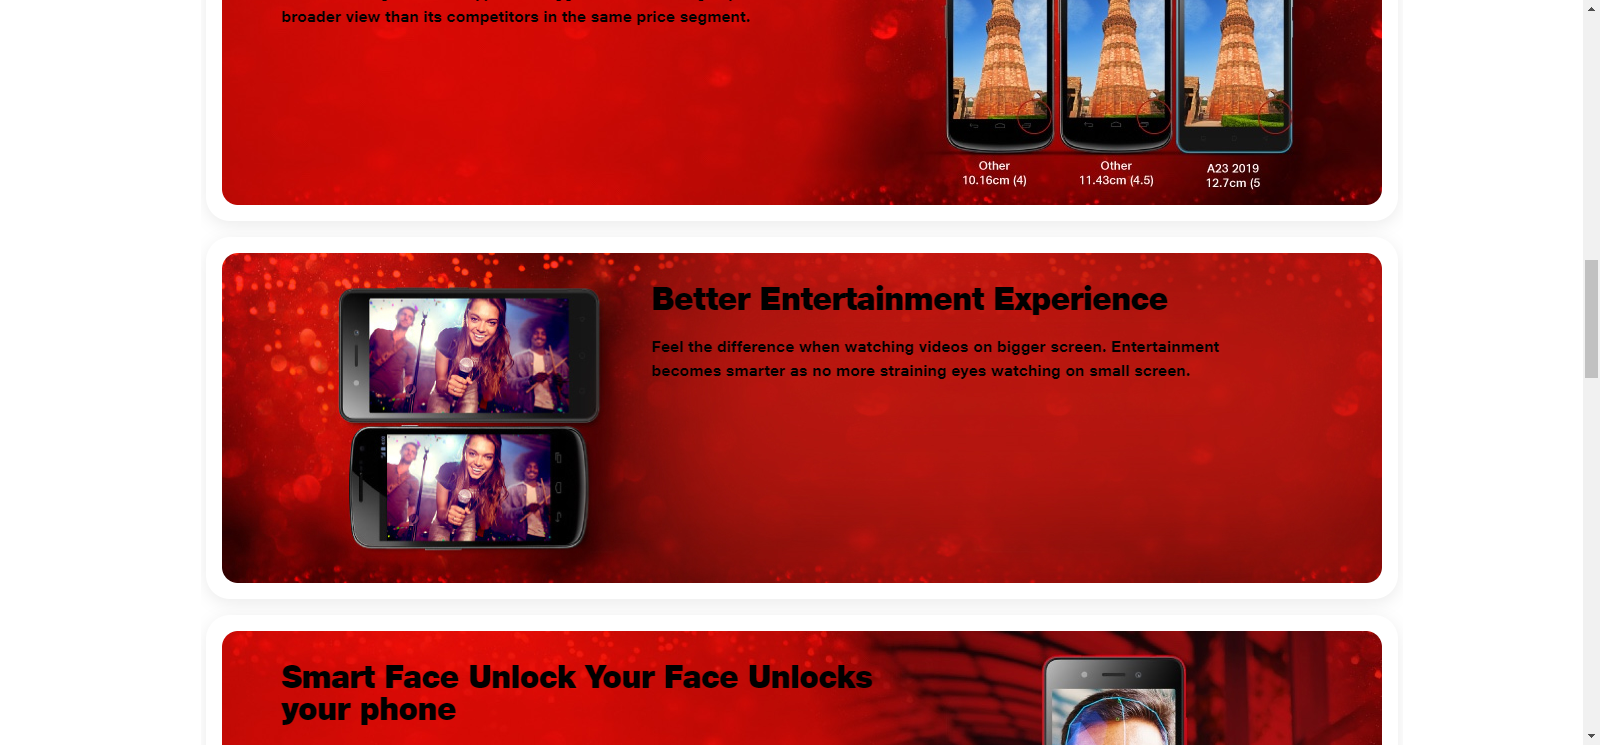 broader view than its competitors in the same price segment.
Other
10.16cm (4)
Other
11.43cm (4.5)
A23 2019
12.7cm (5
Better Entertainment Experience
Feel the difference when watching videos on bigger screen. Entertainment
becomes smarter as no more straining eyes watching on small screen.
Smart Face Unlock Your Face Unlocks
your phone